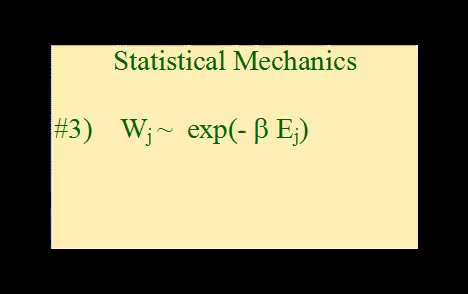 Statistical Mechanics
#3) Wj ~ exp(- β Ej)